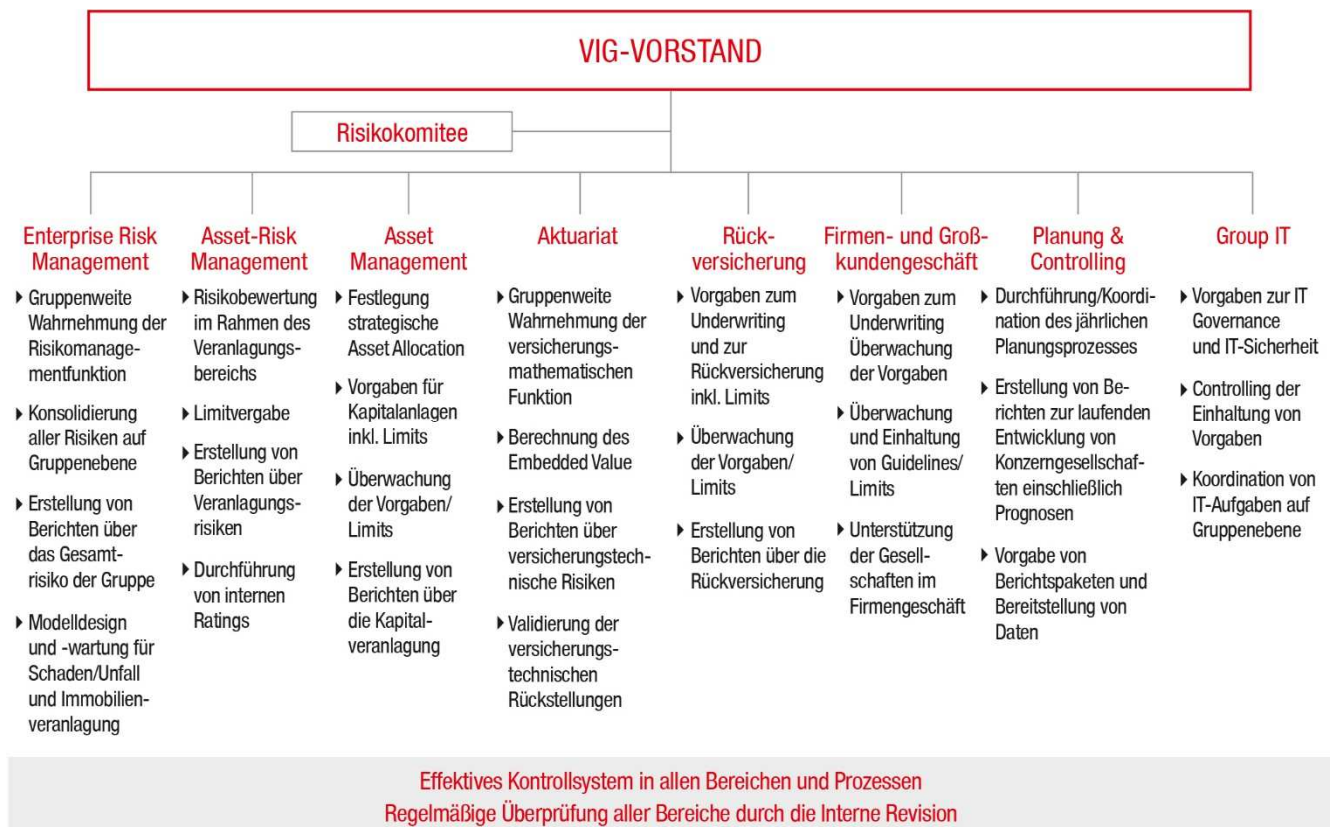 VIG-VORSTAND
Risikokomitee
Enterprise Risk
Management
▸ Gruppenweite
Wahrnehmung der
Risikomanage-
mentfunktion
▸ Konsolidierung
aller Risiken auf
Gruppenebene
▸ Erstellung von
Berichten über
das Gesamt-
risiko der Gruppe
▸ Modelldesign
und -wartung für
Schaden/Unfall
und Immobilien-
veranlagung
Asset-Risk
Management
▸ Risikobewertung
im Rahmen des
Veranlagungs-
bereichs
▸ Limitvergabe
▸ Erstellung von
Berichten über
Veranlagungs-
risiken
▸ Durchführung
von internen
Ratings
Asset
Management
▸ Festlegung
strategische
Asset Allocation
▸ Vorgaben für
Kapitalanlagen
inkl. Limits
▸ Überwachung
der Vorgaben/
Limits
▸ Erstellung von
Berichten über
die Kapital-
veranlagung
Aktuariat
▸ Gruppenweite
Wahrnehmung der
versicherungs-
mathematischen
Funktion
▸ Berechnung des
Embedded Value
▸ Erstellung von
Berichten über
versicherungstech-
nische Risiken
▸ Validierung der
versicherungs-
technischen
Rückstellungen
Rück-
versicherung
▸ Vorgaben zum
Underwriting
und zur
Rückversicherung
inkl. Limits
▸ Überwachung
der Vorgaben/
Limits
▸ Erstellung von
Berichten über die
Rückversicherung
Firmen- und Groß-
kundengeschäft
▸ Vorgaben zum
Underwriting
Überwachung
der Vorgaben
▸ Überwachung
und Einhaltung
von Guidelines/
Limits
▸ Unterstützung
der Gesell-
schaften im
Firmengeschäft
Planung &
Controlling
▸ Durchführung/Koordi-
nation des jährlichen
Planungsprozesses
▸ Erstellung von Be-
richten zur laufenden
Entwicklung von
Konzerngesellschaf-
ten einschließlich
Prognosen
▸ Vorgabe von
Berichtspaketen und
Bereitstellung von
Daten
Group IT
▸ Vorgaben zur IT
Governance
und IT-Sicherheit
▸ Controlling der
Einhaltung von
Vorgaben
▸ Koordination von
IT-Aufgaben auf
Gruppenebene
Effektives Kontrollsystem in allen Bereichen und Prozessen
Regelmäßige Überprüfung aller Bereiche durch die Interne Revision